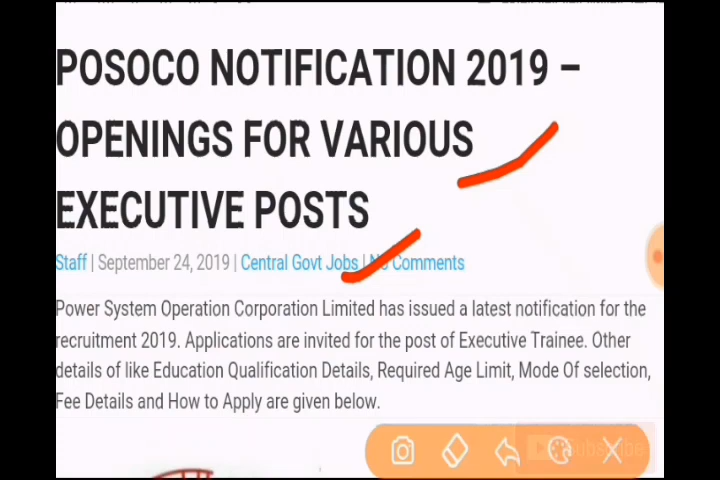 POSOCO NOTIFICATION 2019 –
OPENINGS FOR VARIOUS
EXECUTIVE POSTS
Staff | September 24, 2019 | Central Govt Jobs | No Comments
Power System Operation Corporation Limited has issued a latest notification for the
recruitment 2019. Applications are invited for the post of Executive Trainee. Other
details of like Education Qualification Details, Required Age Limit, Mode Of selection,
Fee Details and How to Apply are given below.
Subscribe